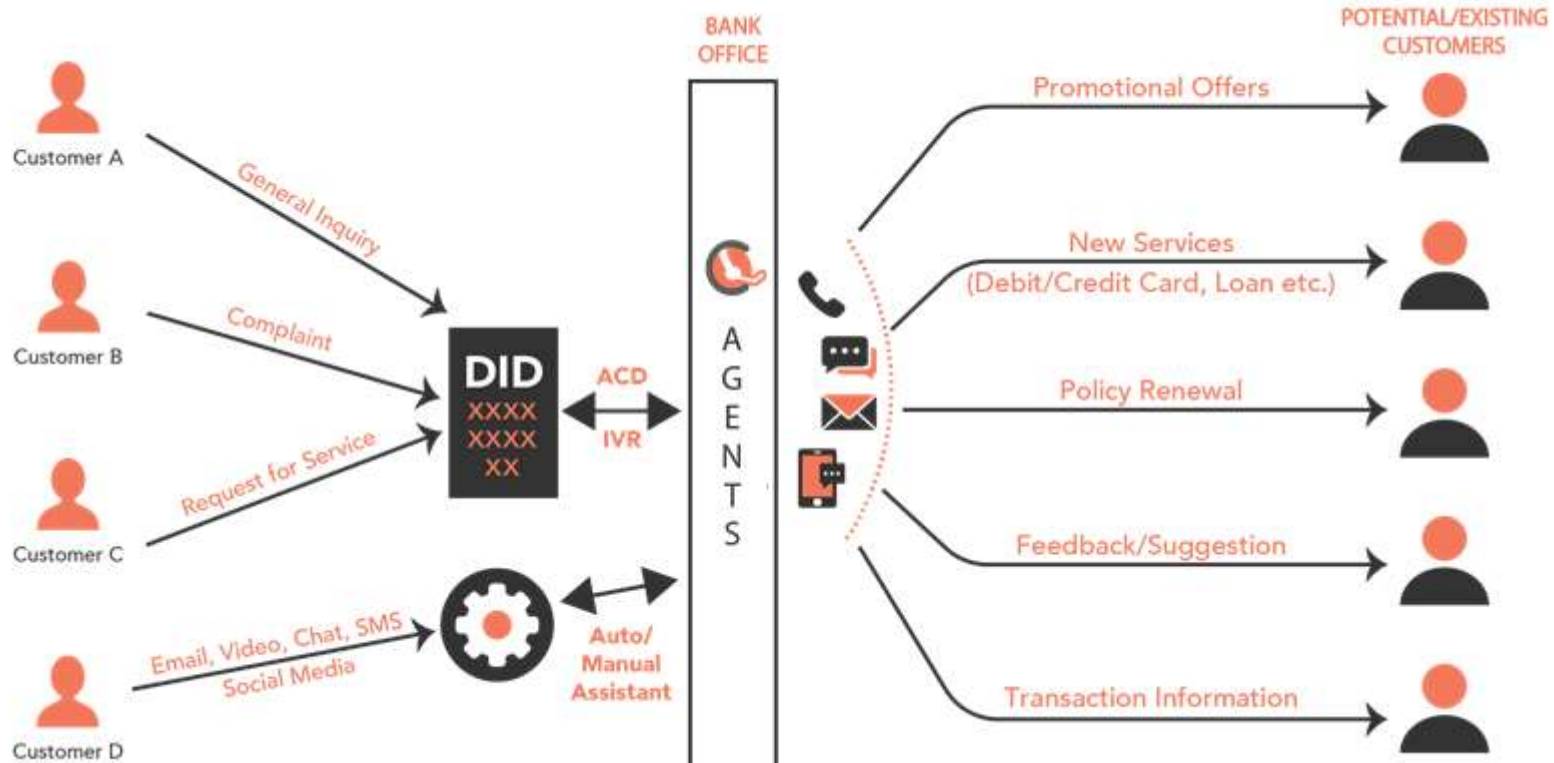 BANK
OFFICE
POTENTIAL/EXISTING
CUSTOMERS
Customer A
General Inquiry
Customer B
Complaint
Customer C
Request for Service
Customer D
Email, Video, Chat, SMS
Social Media
DID
XXXX
XXXX
XX
ACD
IVR
Auto/
Manual
Assistant
A
G
E
N
T
S
Promotional Offers
New Services
(Debit/Credit Card, Loan etc.)
Policy Renewal
Feedback/Suggestion
Transaction Information